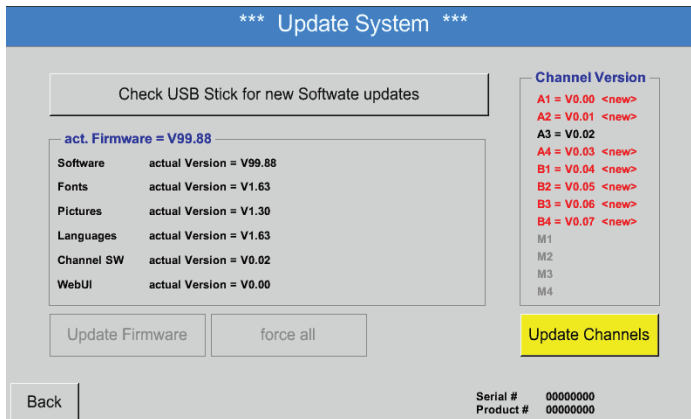 *** Update System ***
Check USB Stick for new Softwate updates
act. Firmware = V99.88
Software actual Version = V99.88
Fonts actual Version = V1.63
Pictures actual Version = V1.30
Languages actual Version = V1.63
Channel SW actual Version = V0.02
WebUI actual Version = V0.00
Channel Version
A1 = V0.00 <new>
A2 = V0.01 <new>
A3 = V0.02
A4 = V0.03 <new>
B1 = V0.04 <new>
B2 = V0.05 <new>
B3 = V0.06 <new>
B4 = V0.07 <new>
M1
M2
M3
M4
Update Firmware
force all
Update Channels
Back
Serial # 00000000
Product # 00000000